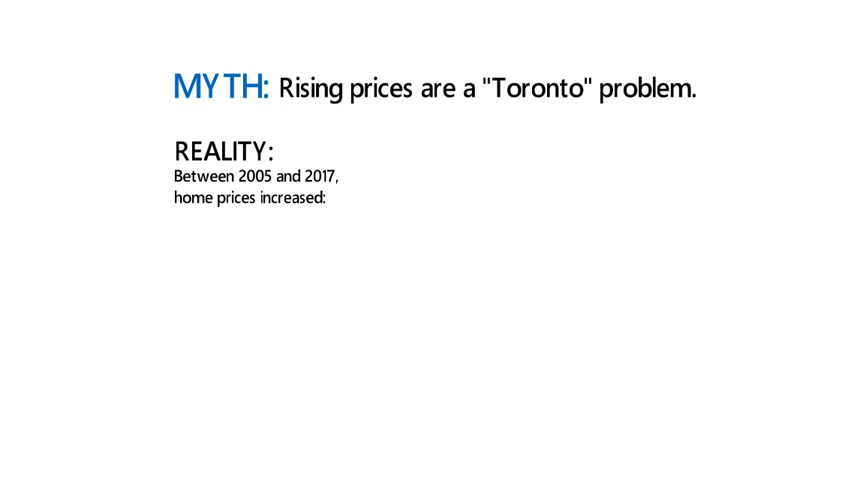 MYTH: Rising prices are a "Toronto" problem.
REALITY:
Between 2005 and 2017,
home prices increased: